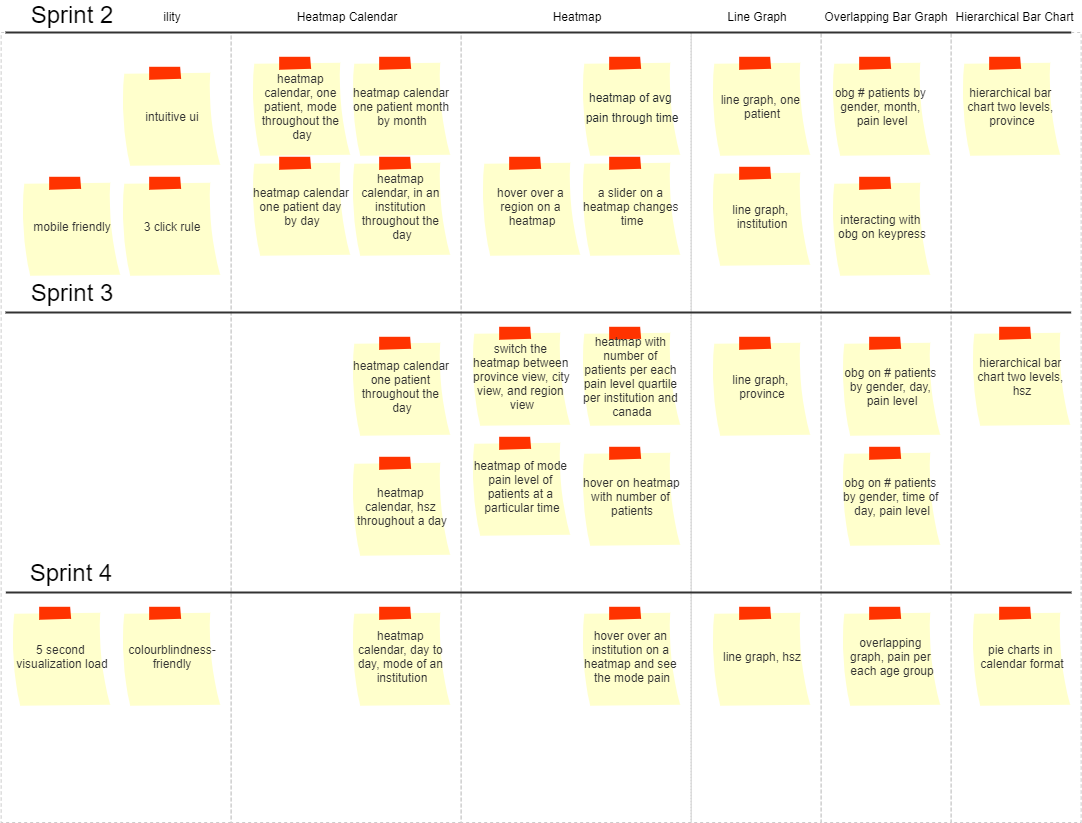 Sprint 2
ility
Heatmap Calendar
Heatmap
Line Graph
Overlapping Bar Graph
Hierarchical Bar Chart
intuitive ui
mobile friendly
3 click rule
heatmap
calendar, one
patient, mode
throughout the
day
heatmap calendar
one patient month
by month
heatmap calendar
one patient day
by day
heatmap
calendar, in an
institution
throughout the
day
heatmap of avg
pain through time
hover over a
region on a
heatmap
a slider on a
heatmap changes
time
line graph, one
patient
line graph,
institution
obg # patients by
gender, month,
pain level
interacting with
obg on keypress
hierarchical bar
chart two levels,
province
Sprint 3
heatmap calendar
one patient
throughout the
day
heatmap
calendar, hsz
throughout a day
switch the
heatmap between
province view, city
view, and region
view
heatmap with
number of
patients per each
pain level quartile
per institution and
canada
heatmap of mode
pain level of
patients at a
particular time
hover on heatmap
with number of
patients
line graph,
province
obg on # patients
by gender, day,
pain level
obg on # patients
by gender, time of
day, pain level
hierarchical bar
chart two levels,
hsz
Sprint 4
5 second
visualization load
colourblindness-
friendly
heatmap
calendar, day to
day, mode of an
institution
hover over an
institution on a
heatmap and see
the mode pain
line graph, hsz
overlapping
graph, pain per
each age group
pie charts in
calendar format